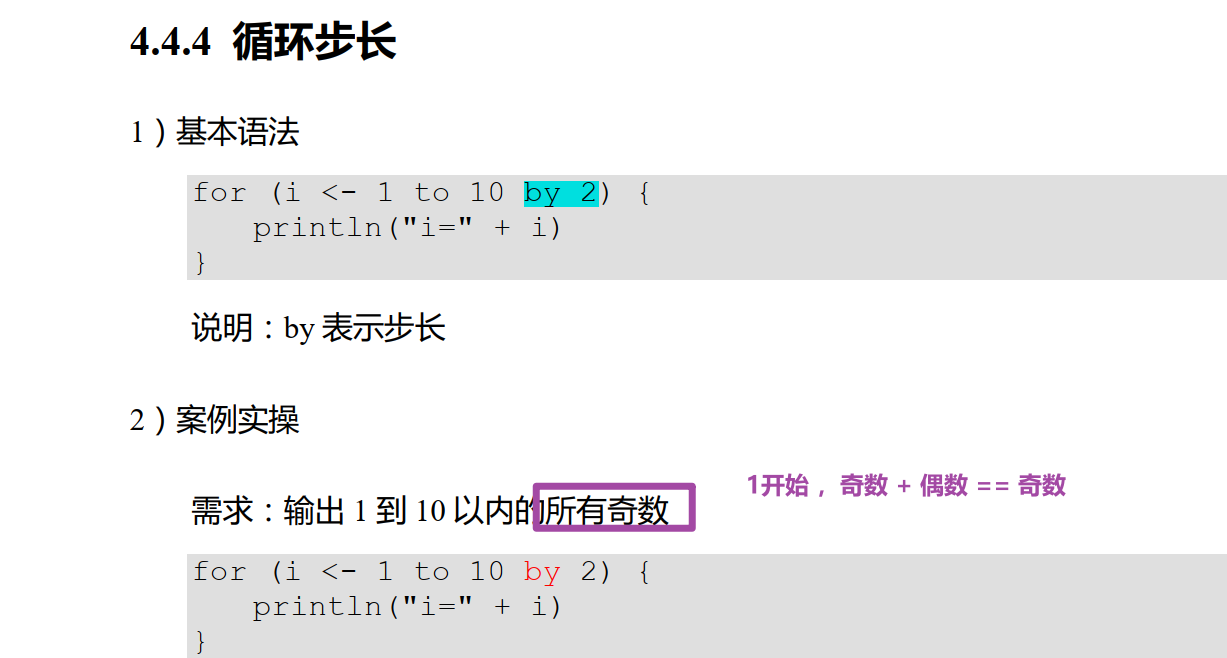 4.4.4 循环步长
1）基本语法
for (i <- 1 to 10 by 2) {
    println("i=" + i)
}
说明：by 表示步长
2）案例实操
1开始 ，奇数 + 偶数 == 奇数
需求：输出 1 到 10 以内的所有奇数
for (i <- 1 to 10 by 2) {
    println("i=" + i)
}